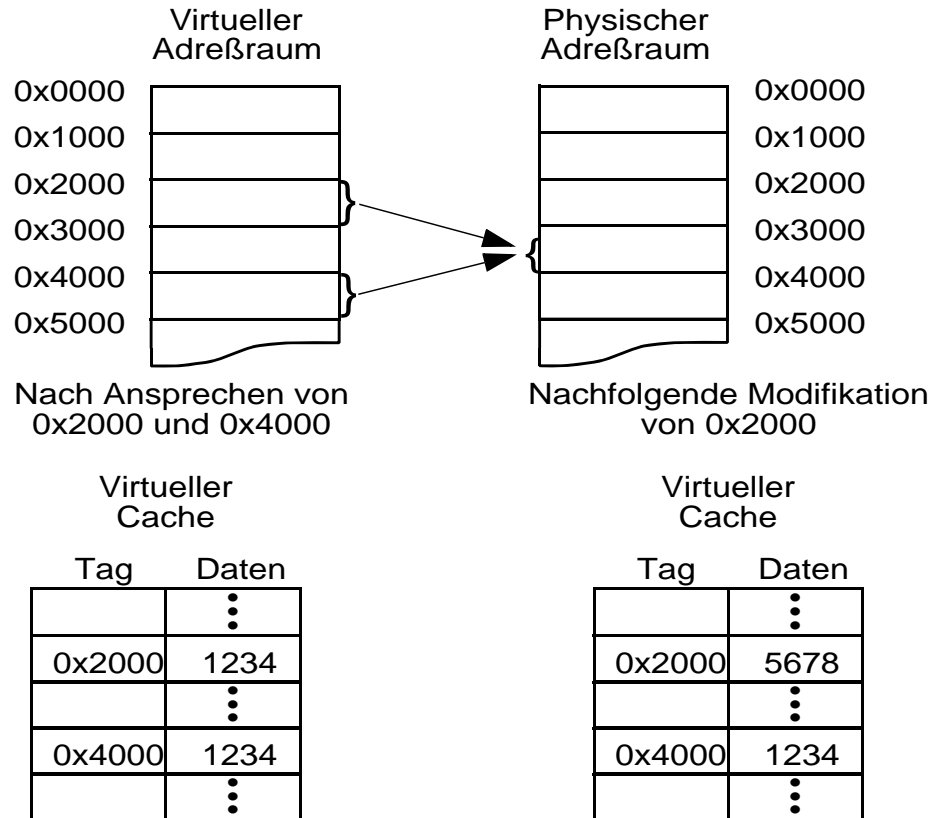 Virtueller
Adreßraum
Physischer
Adreßraum
0x0000
0x1000
0x2000
0x3000
0x4000
0x5000
0x0000
0x1000
0x2000
0x3000
0x4000
0x5000
Nach Ansprechen von
0x2000 und 0x4000
Nachfolgende Modifikation
von 0x2000
Virtueller
Cache
Tag Daten
0x2000 1234
0x4000 1234
Virtueller
Cache
Tag Daten
0x2000 5678
0x4000 1234